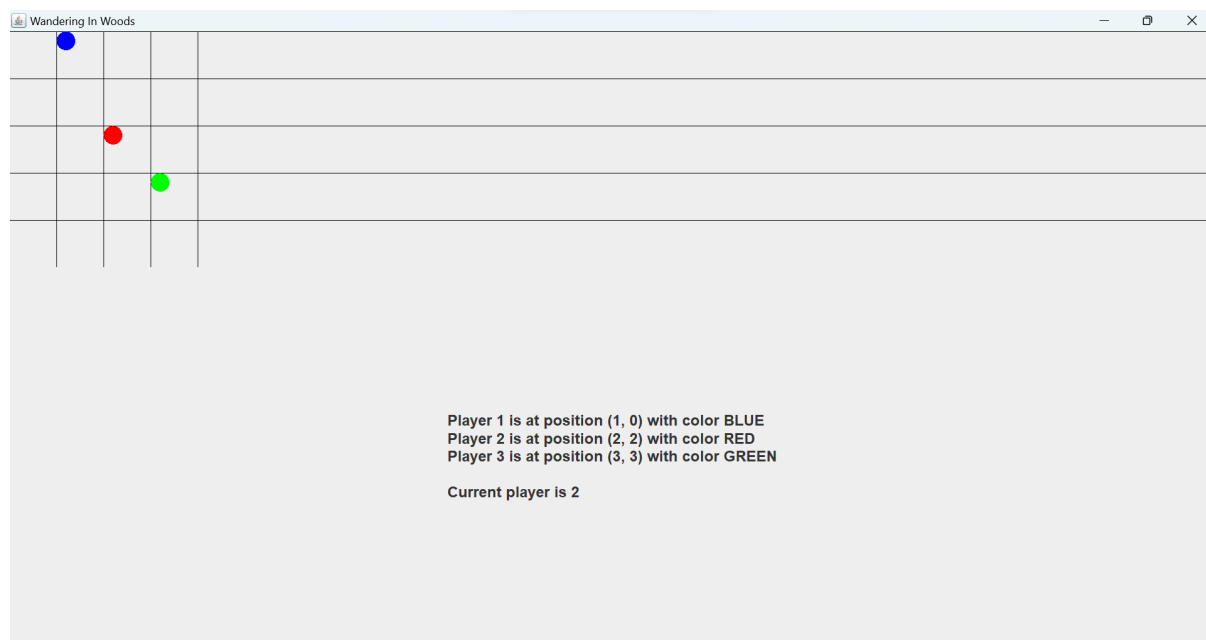 Wandering In Woods
Player 1 is at position (1, 0) with color BLUE
Player 2 is at position (2, 2) with color RED
Player 3 is at position (3, 3) with color GREEN
Current player is 2